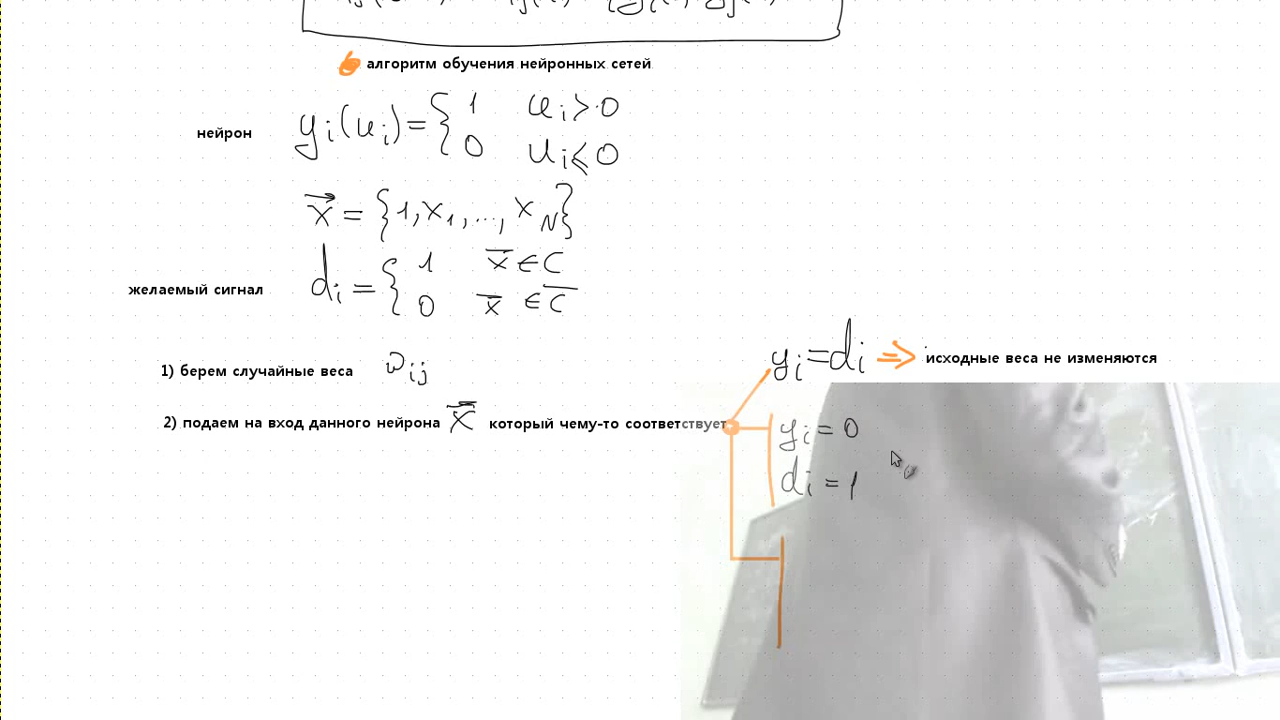 алгоритм обучения нейронных сетей
нейрон
yᵢ(uᵢ) = { 1 uᵢ > 0
0 uᵢ ⩽ 0
x⃗ = {1, x₁, ..., x_N}
желаемый сигнал
dᵢ = { 1 x̅ ∈ C
0 x̅ ∈ C̅
1) берем случайные веса ωᵢⱼ
yᵢ = dᵢ ⇒ исходные веса не изменяются
2) подаем на вход данного нейрона x̅ который чему-то соответствует
yᵢ = 0
dᵢ = 1